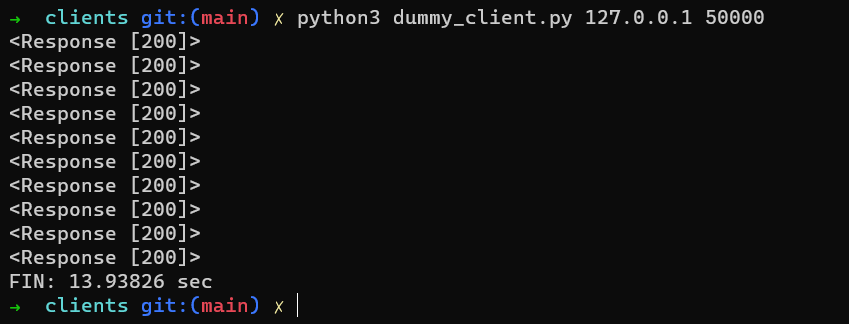 → clients git:(main) ✗ python3 dummy_client.py 127.0.0.1 50000
<Response [200]>
<Response [200]>
<Response [200]>
<Response [200]>
<Response [200]>
<Response [200]>
<Response [200]>
<Response [200]>
<Response [200]>
<Response [200]>
FIN: 13.93826 sec
→ clients git:(main) ✗